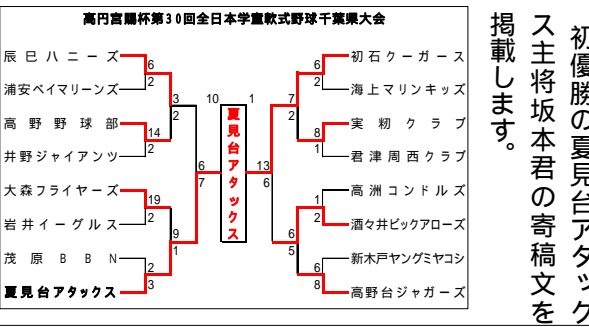 高円宮賜杯第30回全日本学童軟式野球千葉県大会
辰巳ハニーズ
6
浦安ベイマリーンズ
2
3
2
高野野球部
14
井野ジャイアンツ
2
6
7
大森フライヤーズ
19
岩井イーグルス
2
9
1
茂原BBN
2
夏見台アタックス
3
10
1
夏見台アタックス
初石クーガース
6
海上マリンキッズ
2
7
2
実籾クラブ
8
君津周西クラブ
1
13
6
高洲コンドルズ
1
酒々井ビックアローズ
2
6
5
新木戸ヤングミヤコシ
6
高野台ジャガーズ
8
初優勝の夏見台アタック
ス主将坂本君の寄稿文を
掲載します。